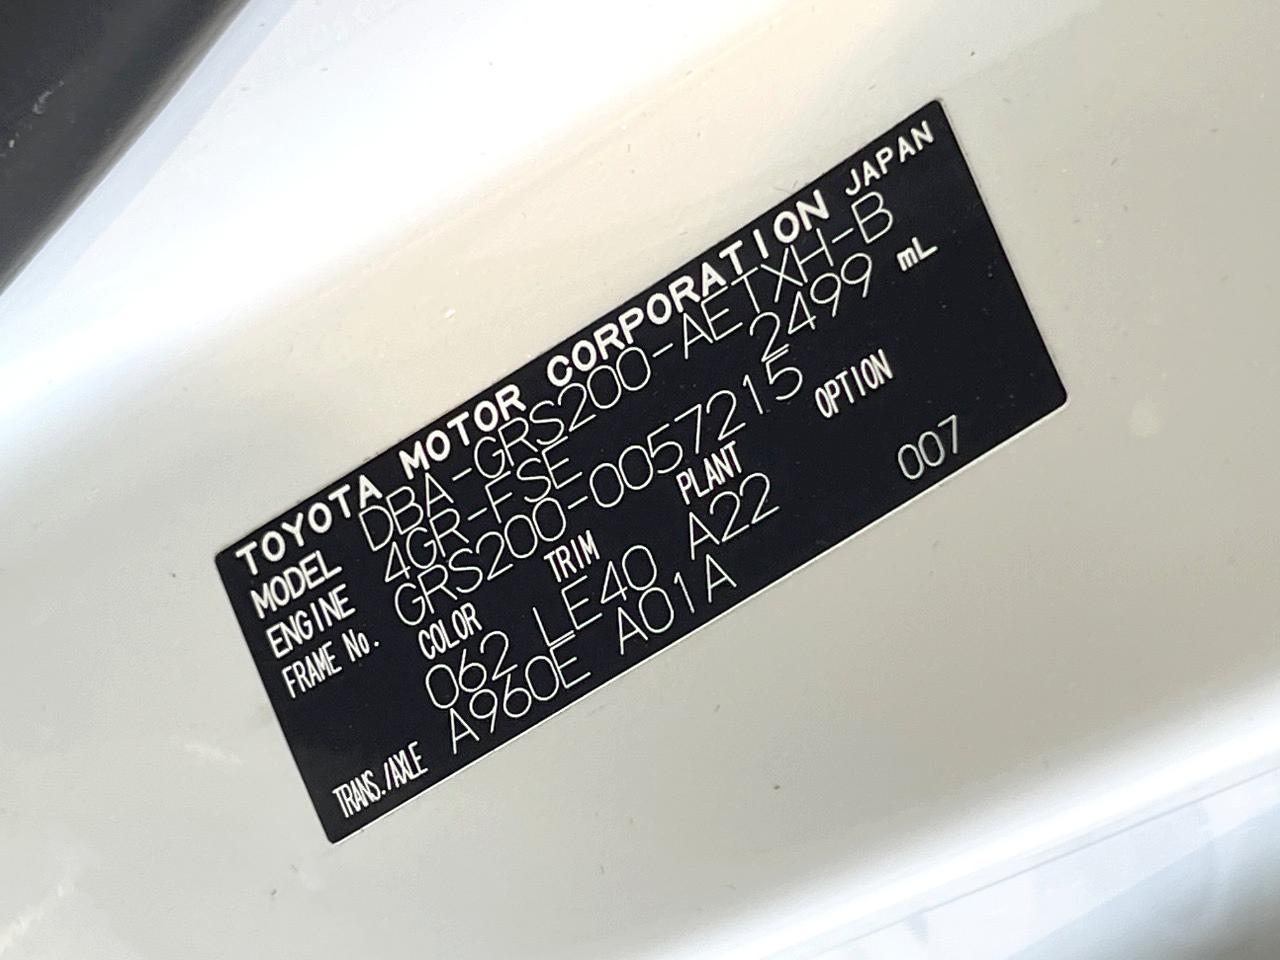 TOYOTA MOTOR CORPORATION JAPAN
MODEL DBA-GRS200-AETXH-B
ENGINE 4GR-FSE 2499 mL
FRAME No. GRS200-0057215
COLOR TRIM PLANT OPTION
062 LE40 A22 007
TRANS./AXLE A960E A01A